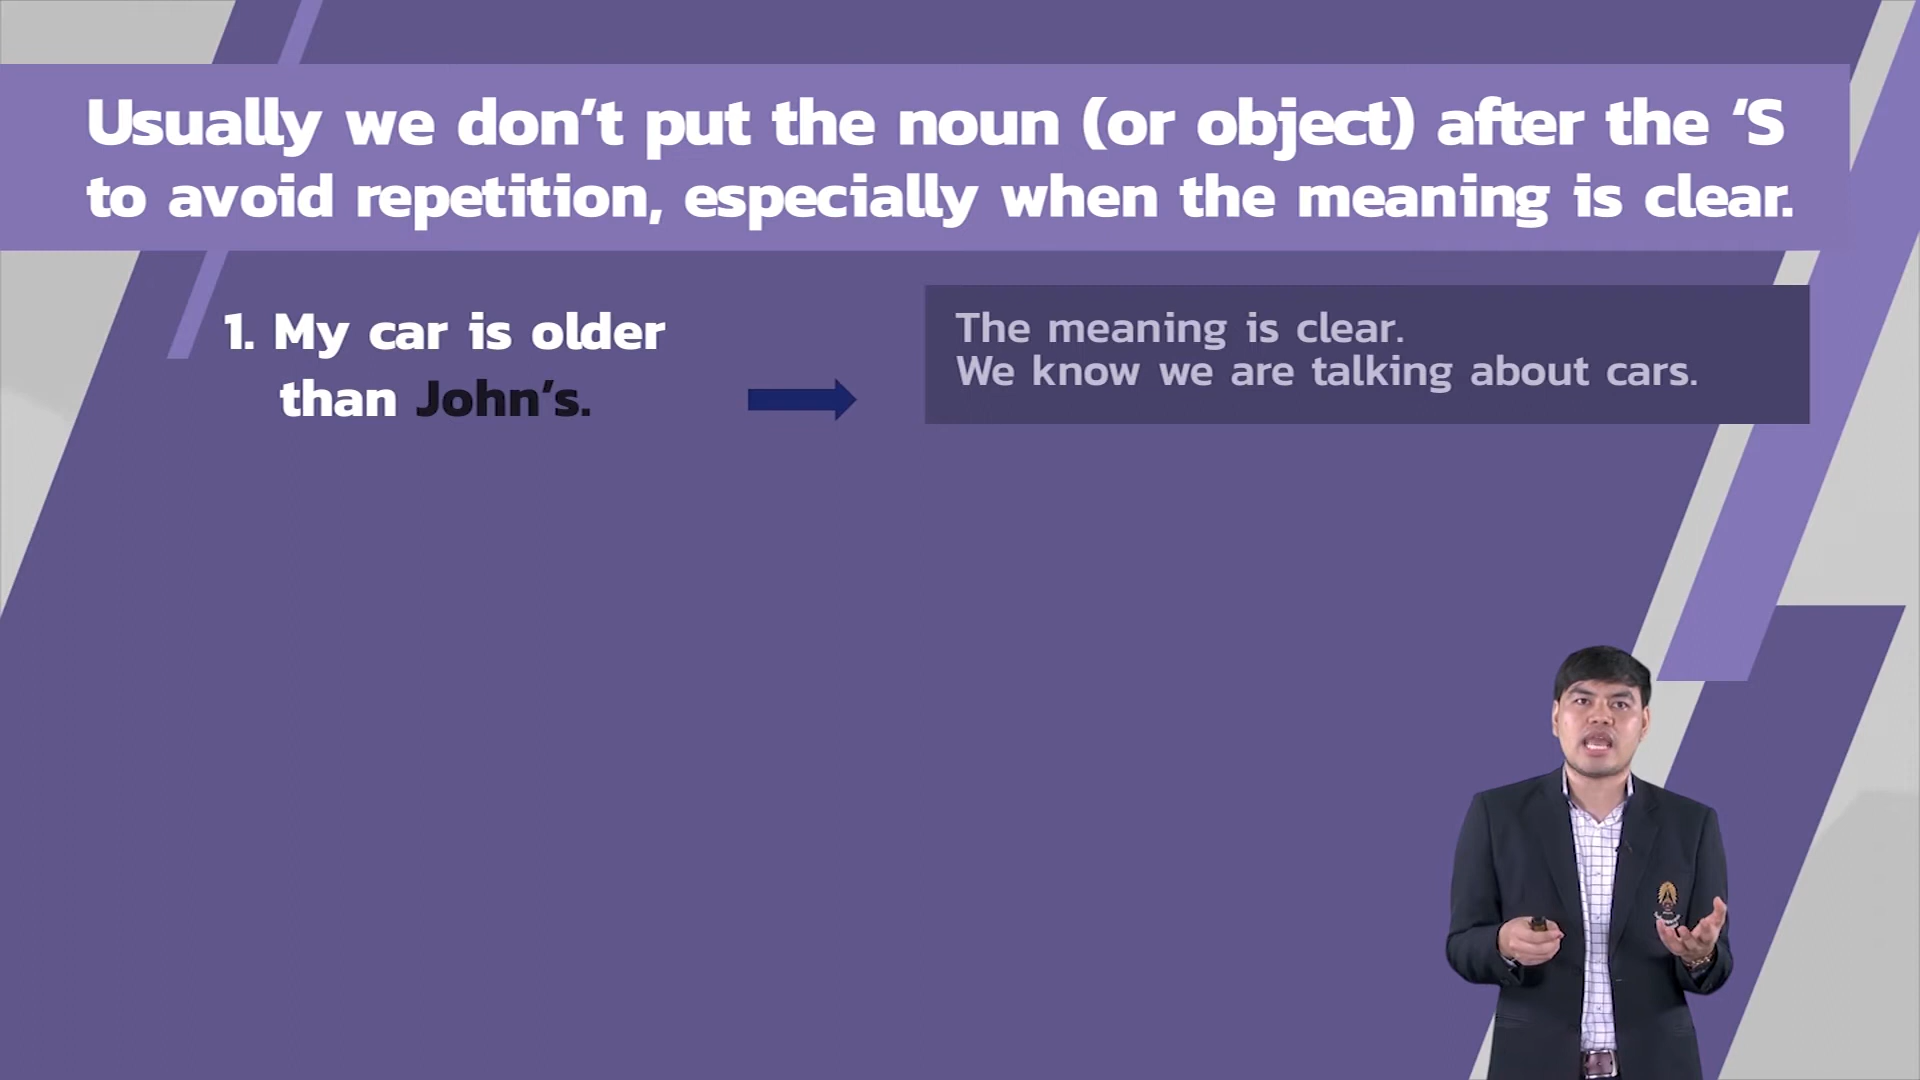 Usually we don’t put the noun (or object) after the ‘S
to avoid repetition, especially when the meaning is clear.
1. My car is older
than John’s.
The meaning is clear.
We know we are talking about cars.